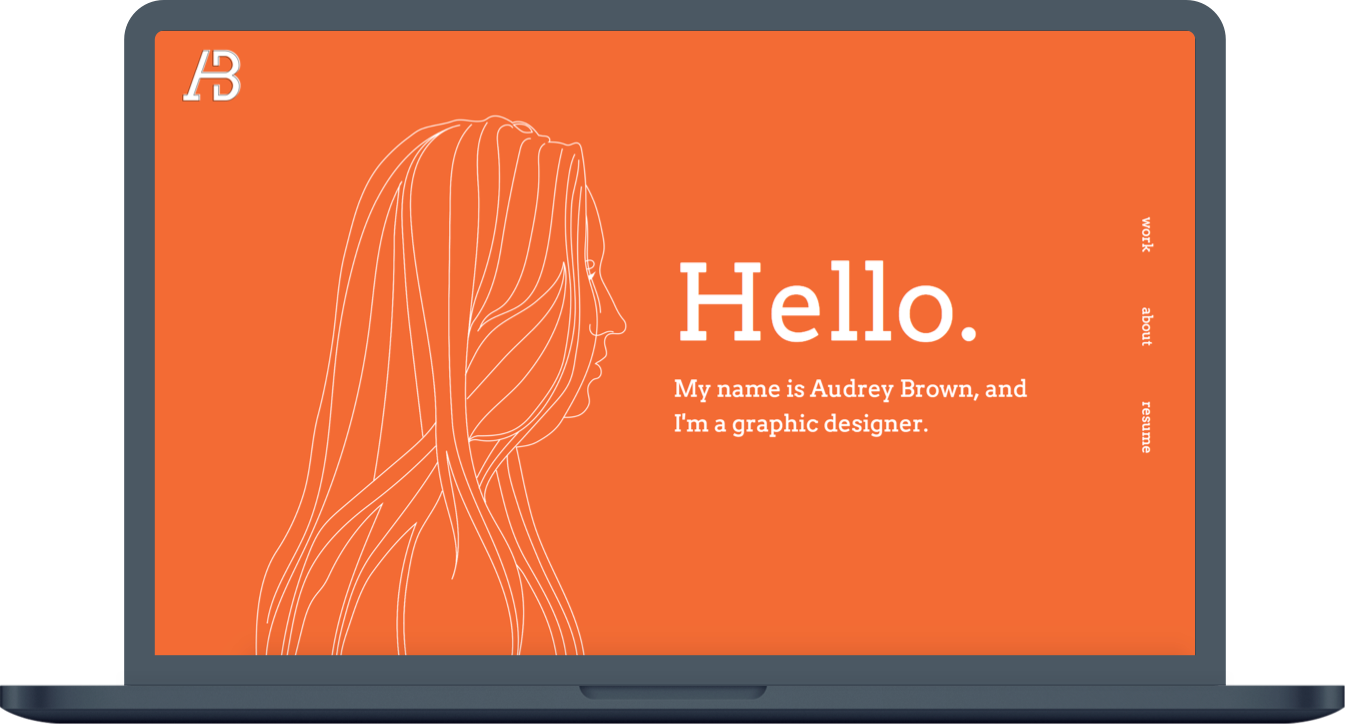 AB
Hello.
My name is Audrey Brown, and
I'm a graphic designer.
work
about
resume